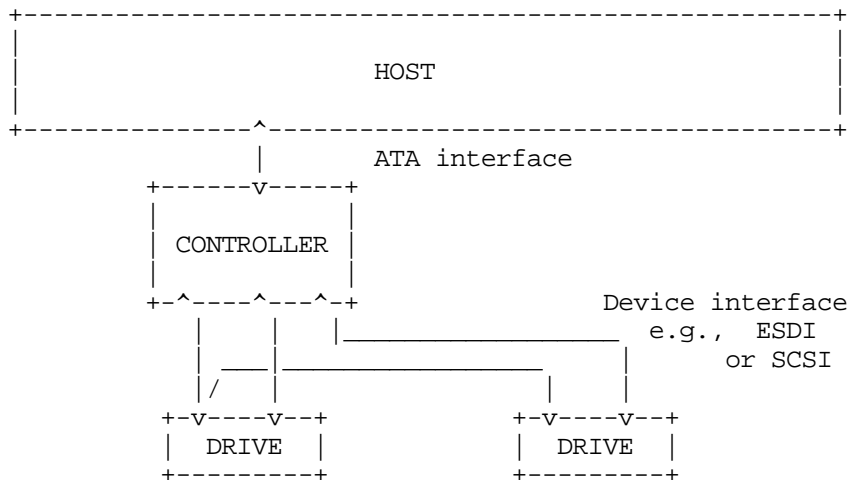 HOST
ATA interface
CONTROLLER
Device interface
e.g., ESDI
or SCSI
DRIVE DRIVE